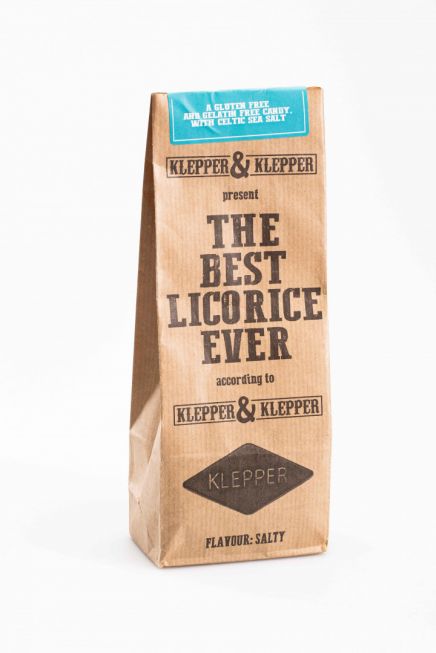 A GLUTEN FREE
AND GELATIN FREE CANDY.
WITH CELTIC SEA SALT
KLEPPER & KLEPPER
present
THE
BEST
LICORICE
EVER
according to
KLEPPER & KLEPPER
KLEPPER
FLAVOUR: SALTY